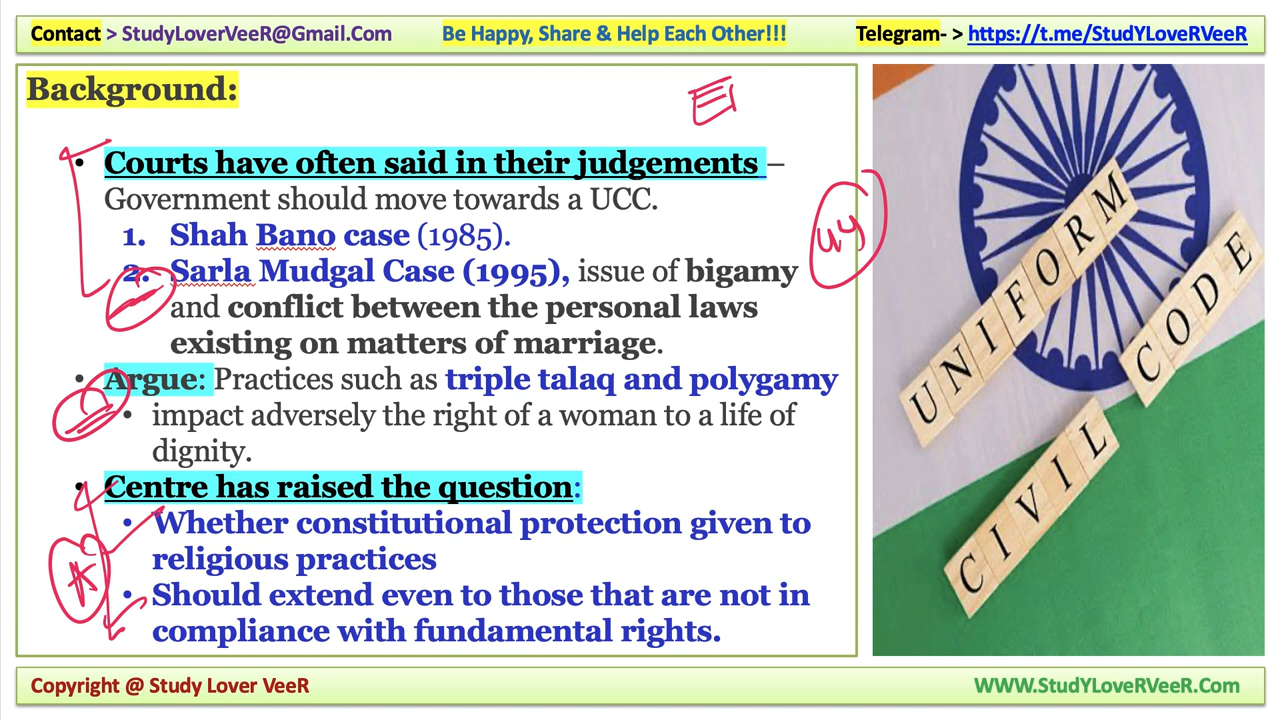 Contact > StudyLoverVeeR@Gmail.Com Be Happy, Share & Help Each Other!!! Telegram- > https://t.me/StudYLoveRVeeR
Background:
• Courts have often said in their judgements –
Government should move towards a UCC.
1. Shah Bano case (1985).
2. Sarla Mudgal Case (1995), issue of bigamy
and conflict between the personal laws
existing on matters of marriage.
• Argue: Practices such as triple talaq and polygamy
• impact adversely the right of a woman to a life of
dignity.
• Centre has raised the question:
• Whether constitutional protection given to
religious practices
• Should extend even to those that are not in
compliance with fundamental rights.
44
UNIFORM
CIVIL
CODE
Copyright @ Study Lover VeeR WWW.StudYLoveRVeeR.Com